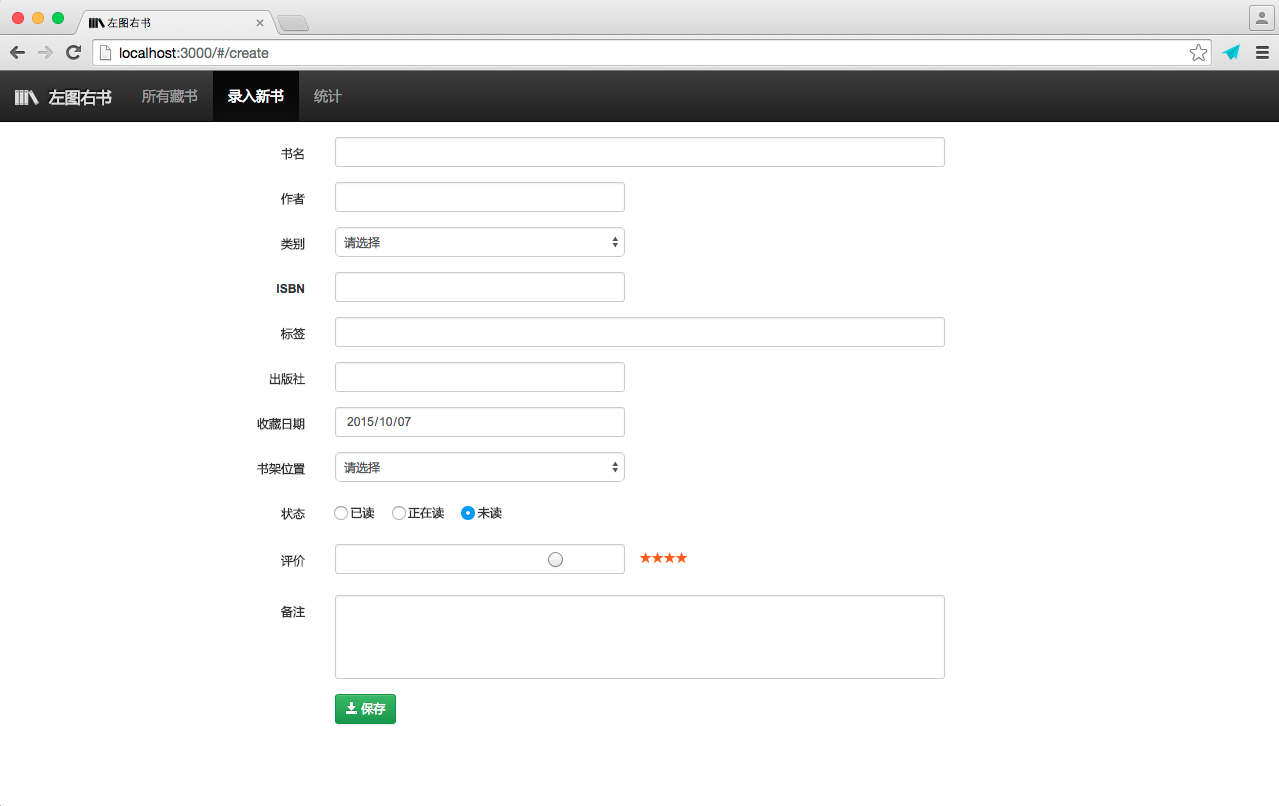 左图右书
localhost:3000/#/create
左图右书 所有藏书 录入新书 统计
书名
作者
类别 请选择
ISBN
标签
出版社
收藏日期 2015/10/07
书架位置 请选择
状态 已读 正在读 未读
评价 ★★★★
备注
保存